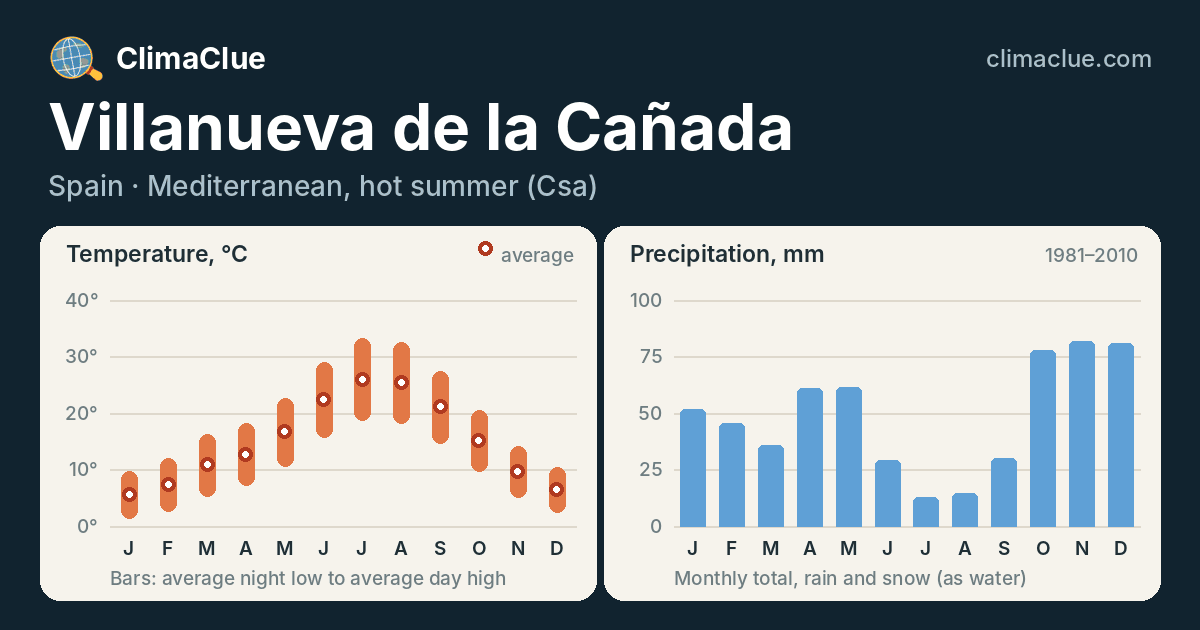 ClimaClue
climaclue.com
Villanueva de la Cañada
Spain · Mediterranean, hot summer (Csa)
Temperature, °C
average
40°
30°
20°
10°
0°
J F M A M J J A S O N D
Bars: average night low to average day high
Precipitation, mm
1981–2010
100
75
50
25
0
J F M A M J J A S O N D
Monthly total, rain and snow (as water)